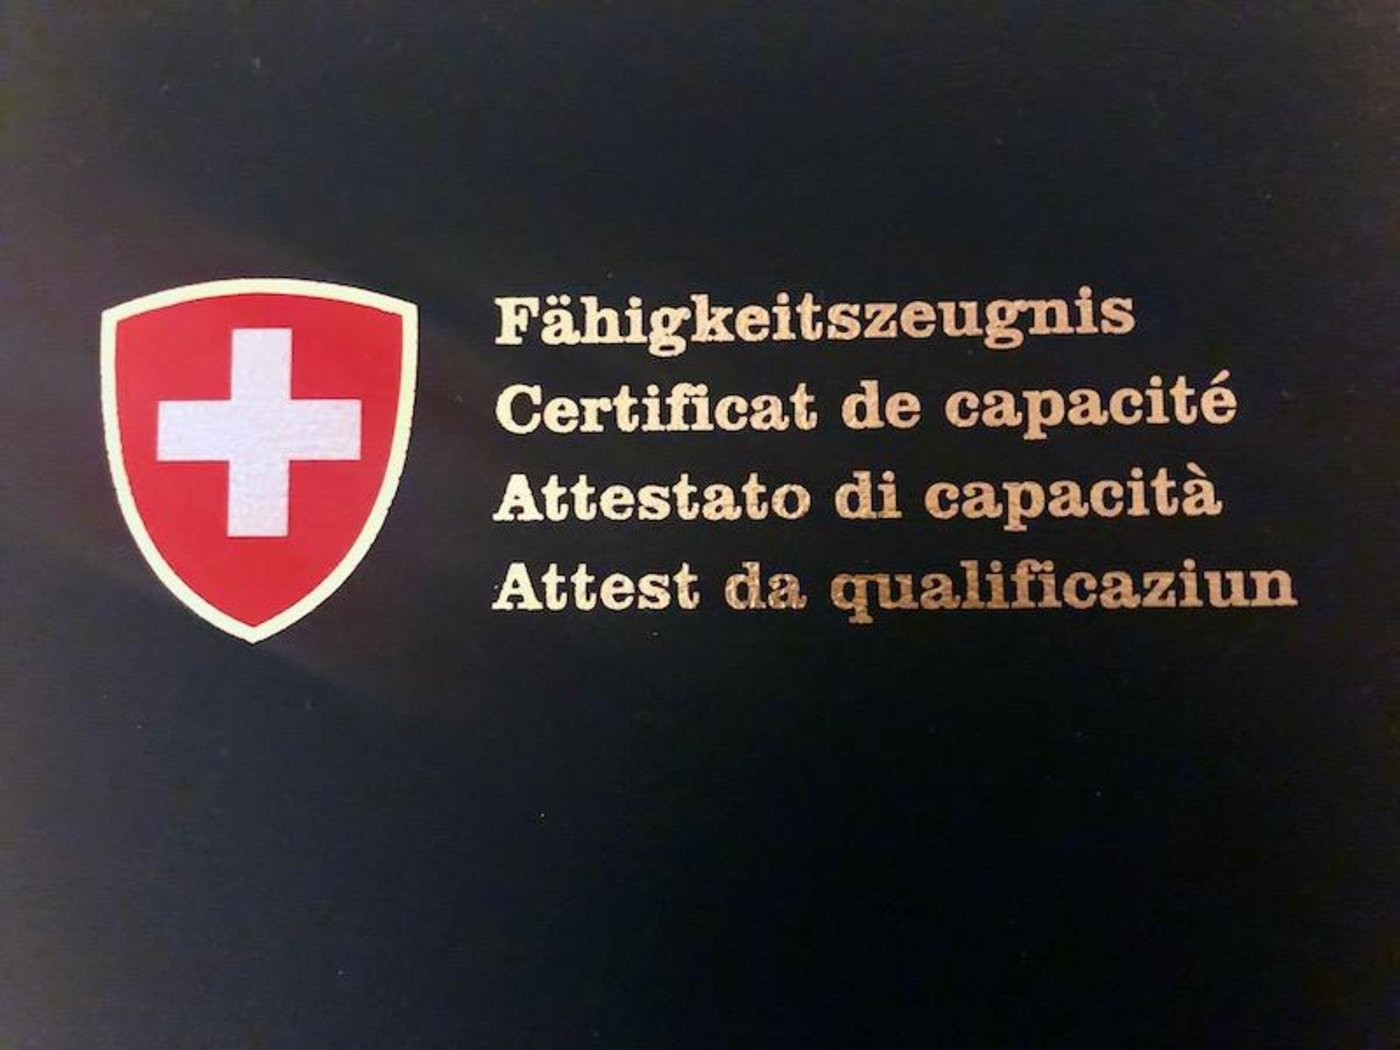 Fähigkeitszeugnis
Certificat de capacité
Attestato di capacità
Attest da qualificaziun